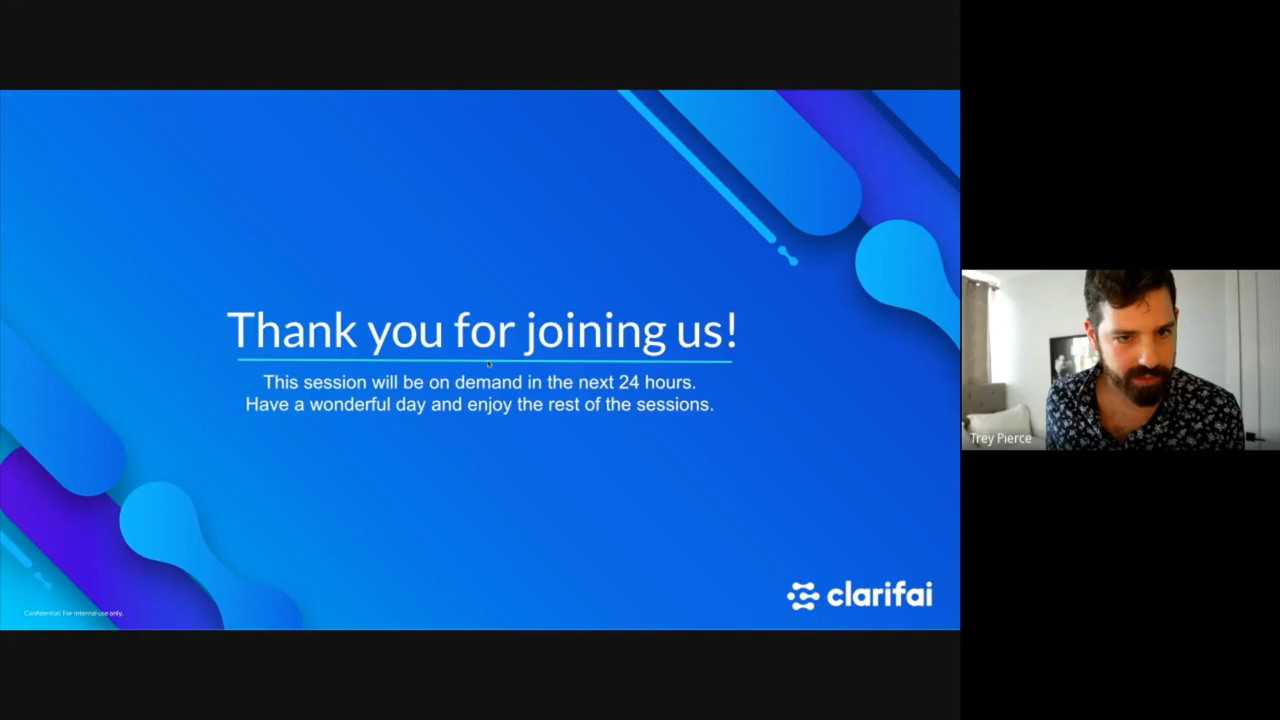 Thank you for joining us!
This session will be on demand in the next 24 hours.
Have a wonderful day and enjoy the rest of the sessions.
Trey Pierce
clarifai
Confidential. For internal use only.